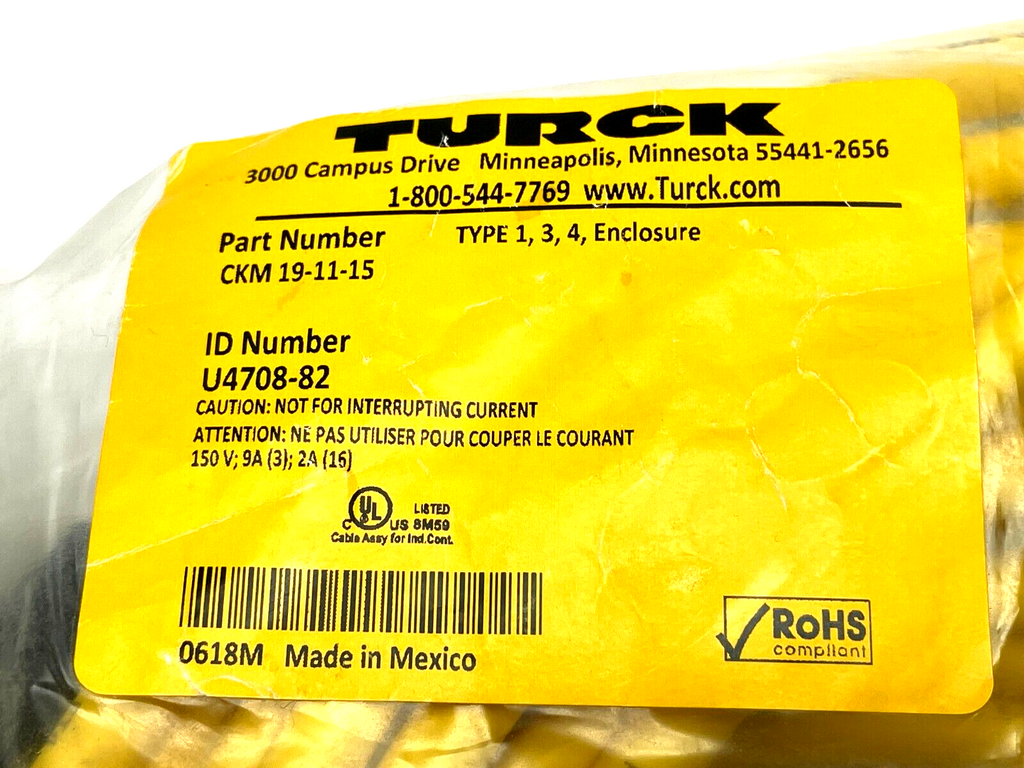 TURCK
3000 Campus Drive Minneapolis, Minnesota 55441-2656
1-800-544-7769 www.Turck.com
Part Number TYPE 1, 3, 4, Enclosure
CKM 19-11-15
ID Number
U4708-82
CAUTION: NOT FOR INTERRUPTING CURRENT
ATTENTION: NE PAS UTILISER POUR COUPER LE COURANT
150 V; 9A (3); 2A (16)
C UL US LISTED
8M59
Cable Assy for Ind.Cont.
0618M Made in Mexico
RoHS
compliant